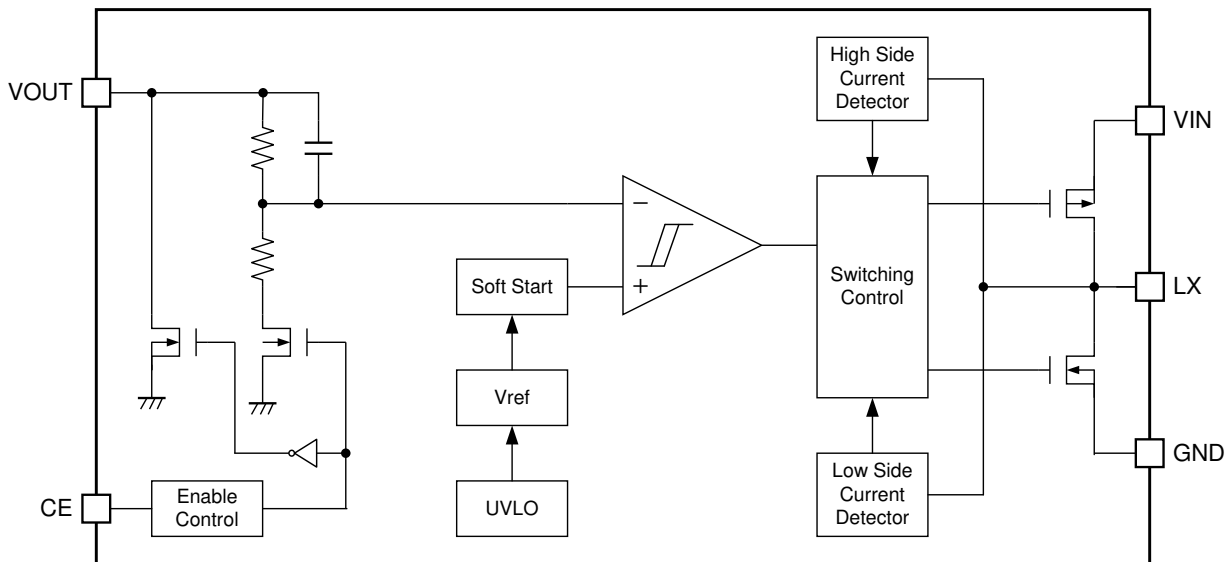 High Side
Current
Detector
VOUT
VIN
−
Soft Start
+
Switching
Control
LX
Vref
GND
CE
Enable
Control
UVLO
Low Side
Current
Detector